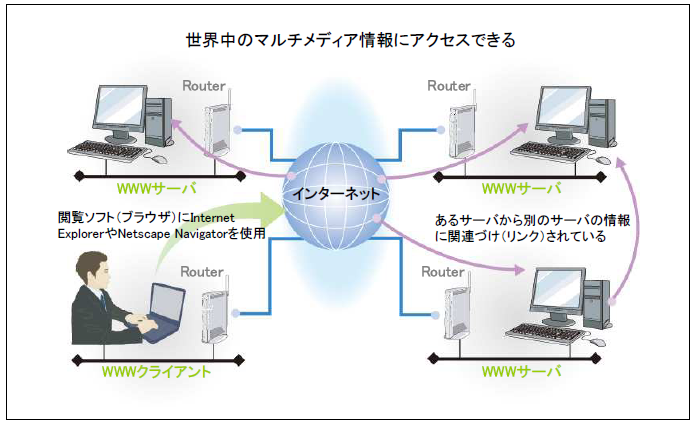 世界中のマルチメディア情報にアクセスできる
Router
Router
WWWサーバ
インターネット
WWWサーバ
閲覧ソフト(ブラウザ)にInternet
ExplorerやNetscape Navigatorを使用
あるサーバから別のサーバの情報
に関連づけ(リンク)されている
Router
Router
WWWクライアント
WWWサーバ